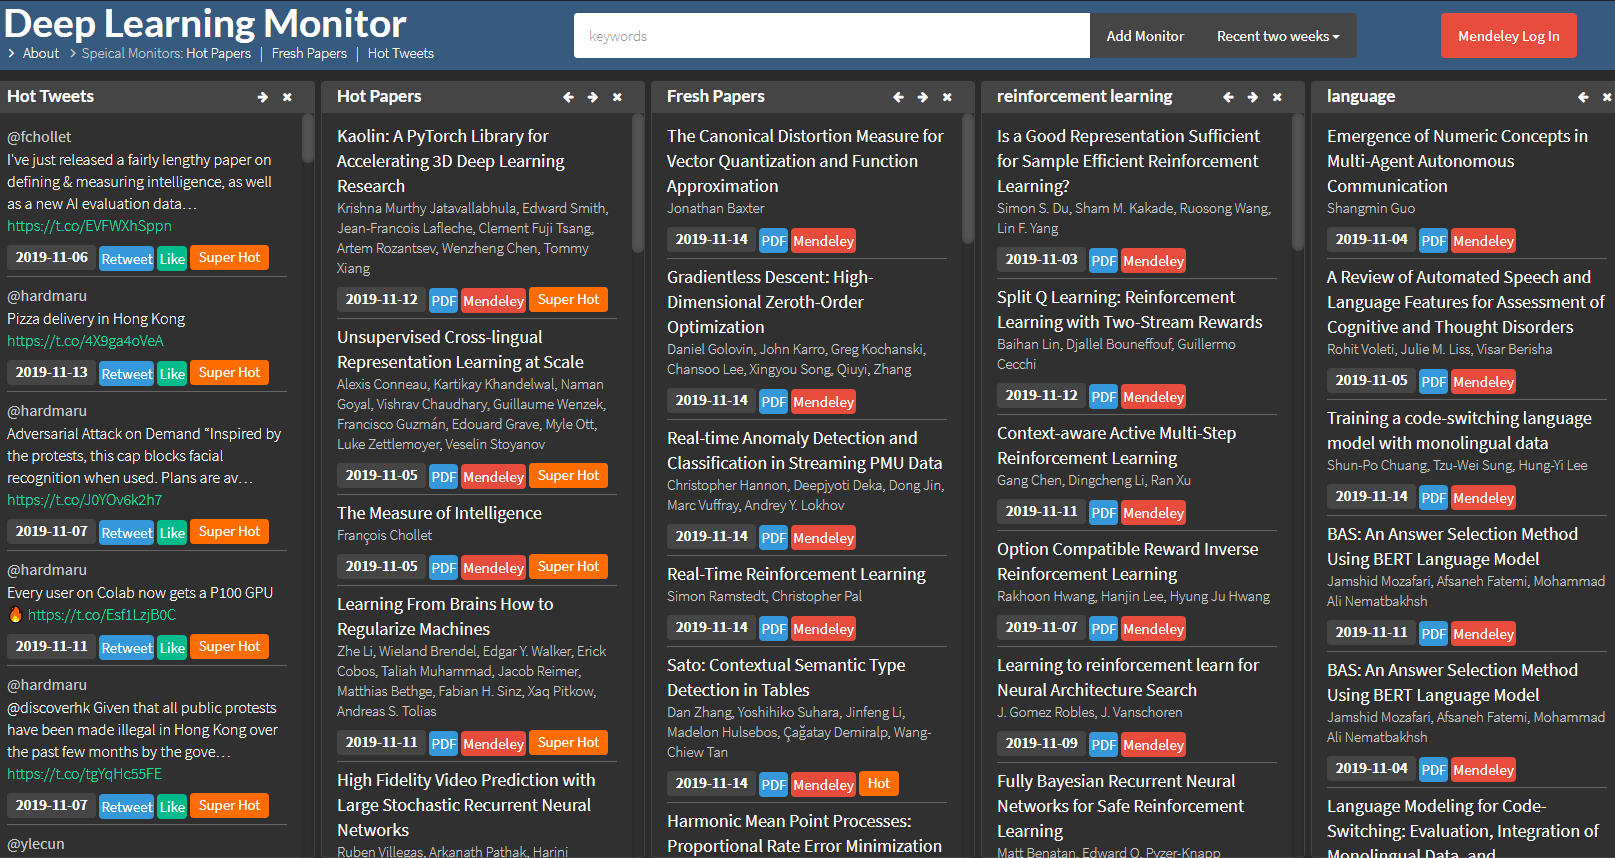 Deep Learning Monitor
About Speical Monitors: Hot Papers | Fresh Papers | Hot Tweets
keywords
Add Monitor
Recent two weeks
Mendeley Log In
Hot Tweets
@fchollet
I've just released a fairly lengthy paper on
defining & measuring intelligence, as well
as a new AI evaluation data…
https://t.co/EVFWXhSppn
2019-11-06 Retweet Like Super Hot
@hardmaru
Pizza delivery in Hong Kong
https://t.co/4X9ga4oVeA
2019-11-13 Retweet Like Super Hot
@hardmaru
Adversarial Attack on Demand “Inspired by
the protests, this cap blocks facial
recognition when used. Plans are av…
https://t.co/J0YOv6k2h7
2019-11-07 Retweet Like Super Hot
@hardmaru
Every user on Colab now gets a P100 GPU
🔥 https://t.co/Esf1LzjB0C
2019-11-11 Retweet Like Super Hot
@hardmaru
@discoverhk Given that all public protests
have been made illegal in Hong Kong over
the past few months by the gove…
https://t.co/tgYqHc55FE
2019-11-07 Retweet Like Super Hot
@ylecun
Hot Papers
Kaolin: A PyTorch Library for
Accelerating 3D Deep Learning
Research
Krishna Murthy Jatavallabhula, Edward Smith,
Jean-Francois Lafleche, Clement Fuji Tsang,
Artem Rozantsev, Wenzheng Chen, Tommy
Xiang
2019-11-12 PDF Mendeley Super Hot
Unsupervised Cross-lingual
Representation Learning at Scale
Alexis Conneau, Kartikay Khandelwal, Naman
Goyal, Vishrav Chaudhary, Guillaume Wenzek,
Francisco Guzmán, Edouard Grave, Myle Ott,
Luke Zettlemoyer, Veselin Stoyanov
2019-11-05 PDF Mendeley Super Hot
The Measure of Intelligence
François Chollet
2019-11-05 PDF Mendeley Super Hot
Learning From Brains How to
Regularize Machines
Zhe Li, Wieland Brendel, Edgar Y. Walker, Erick
Cobos, Taliah Muhammad, Jacob Reimer,
Matthias Bethge, Fabian H. Sinz, Xaq Pitkow,
Andreas S. Tolias
2019-11-11 PDF Mendeley Super Hot
High Fidelity Video Prediction with
Large Stochastic Recurrent Neural
Networks
Ruben Villegas, Arkanath Pathak, Harini
Fresh Papers
The Canonical Distortion Measure for
Vector Quantization and Function
Approximation
Jonathan Baxter
2019-11-14 PDF Mendeley
Gradientless Descent: High-
Dimensional Zeroth-Order
Optimization
Daniel Golovin, John Karro, Greg Kochanski,
Chansoo Lee, Xingyou Song, Qiuyi, Zhang
2019-11-14 PDF Mendeley
Real-time Anomaly Detection and
Classification in Streaming PMU Data
Christopher Hannon, Deepjyoti Deka, Dong Jin,
Marc Vuffray, Andrey Y. Lokhov
2019-11-14 PDF Mendeley
Real-Time Reinforcement Learning
Simon Ramstedt, Christopher Pal
2019-11-14 PDF Mendeley
Sato: Contextual Semantic Type
Detection in Tables
Dan Zhang, Yoshihiko Suhara, Jinfeng Li,
Madelon Hulsebos, Çağatay Demiralp, Wang-
Chiew Tan
2019-11-14 PDF Mendeley Hot
Harmonic Mean Point Processes:
Proportional Rate Error Minimization
reinforcement learning
Is a Good Representation Sufficient
for Sample Efficient Reinforcement
Learning?
Simon S. Du, Sham M. Kakade, Ruosong Wang,
Lin F. Yang
2019-11-03 PDF Mendeley
Split Q Learning: Reinforcement
Learning with Two-Stream Rewards
Baihan Lin, Djallel Bouneffouf, Guillermo
Cecchi
2019-11-12 PDF Mendeley
Context-aware Active Multi-Step
Reinforcement Learning
Gang Chen, Dingcheng Li, Ran Xu
2019-11-11 PDF Mendeley
Option Compatible Reward Inverse
Reinforcement Learning
Rakhoon Hwang, Hanjin Lee, Hyung Ju Hwang
2019-11-07 PDF Mendeley
Learning to reinforcement learn for
Neural Architecture Search
J. Gomez Robles, J. Vanschoren
2019-11-09 PDF Mendeley
Fully Bayesian Recurrent Neural
Networks for Safe Reinforcement
Learning
Matt Benatan, Edward O. Pyzer-Knapp
language
Emergence of Numeric Concepts in
Multi-Agent Autonomous
Communication
Shangmin Guo
2019-11-04 PDF Mendeley
A Review of Automated Speech and
Language Features for Assessment of
Cognitive and Thought Disorders
Rohit Voleti, Julie M. Liss, Visar Berisha
2019-11-05 PDF Mendeley
Training a code-switching language
model with monolingual data
Shun-Po Chuang, Tzu-Wei Sung, Hung-Yi Lee
2019-11-14 PDF Mendeley
BAS: An Answer Selection Method
Using BERT Language Model
Jamshid Mozafari, Afsaneh Fatemi, Mohammad
Ali Nematbakhsh
2019-11-11 PDF Mendeley
BAS: An Answer Selection Method
Using BERT Language Model
Jamshid Mozafari, Afsaneh Fatemi, Mohammad
Ali Nematbakhsh
2019-11-04 PDF Mendeley
Language Modeling for Code-
Switching: Evaluation, Integration of
Monolingual Data, and